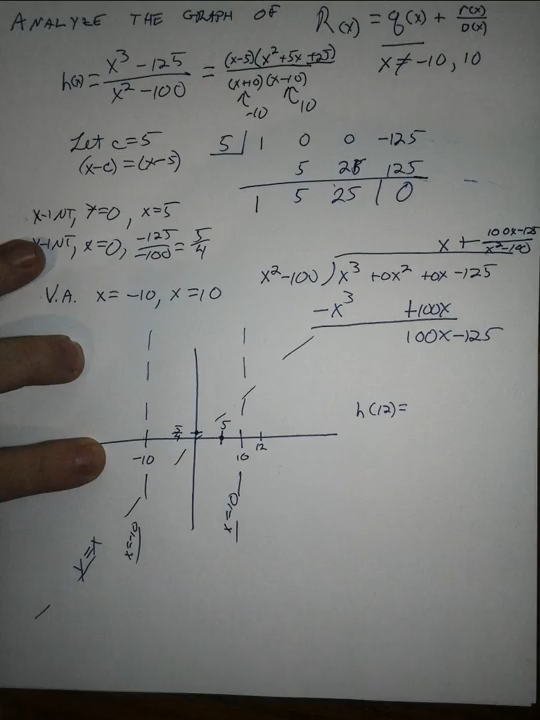 ANALYZE THE GRAPH OF R(x) = q(x) + r(x)/D(x)
h(x) = x³ - 125 / x² - 100 = (x-5)(x² + 5x + 25) / (x+10)(x-10)
x ≠ -10, 10
-10 10
Let c = 5
(x-c) = (x-5)
5 | 1 0 0 -125
5 25 125
1 5 25 | 0
x-INT, y=0, x=5
y-INT, x=0, -125/-100 = 5/4
x + 100x-125/x²-100
x²-100 ) x³ + 0x² + 0x - 125
-x³ +100x
100x - 125
V.A. x = -10, x = 10
h(12) =
5/4 5
-10 10 12
x=-10 x=10
y=x